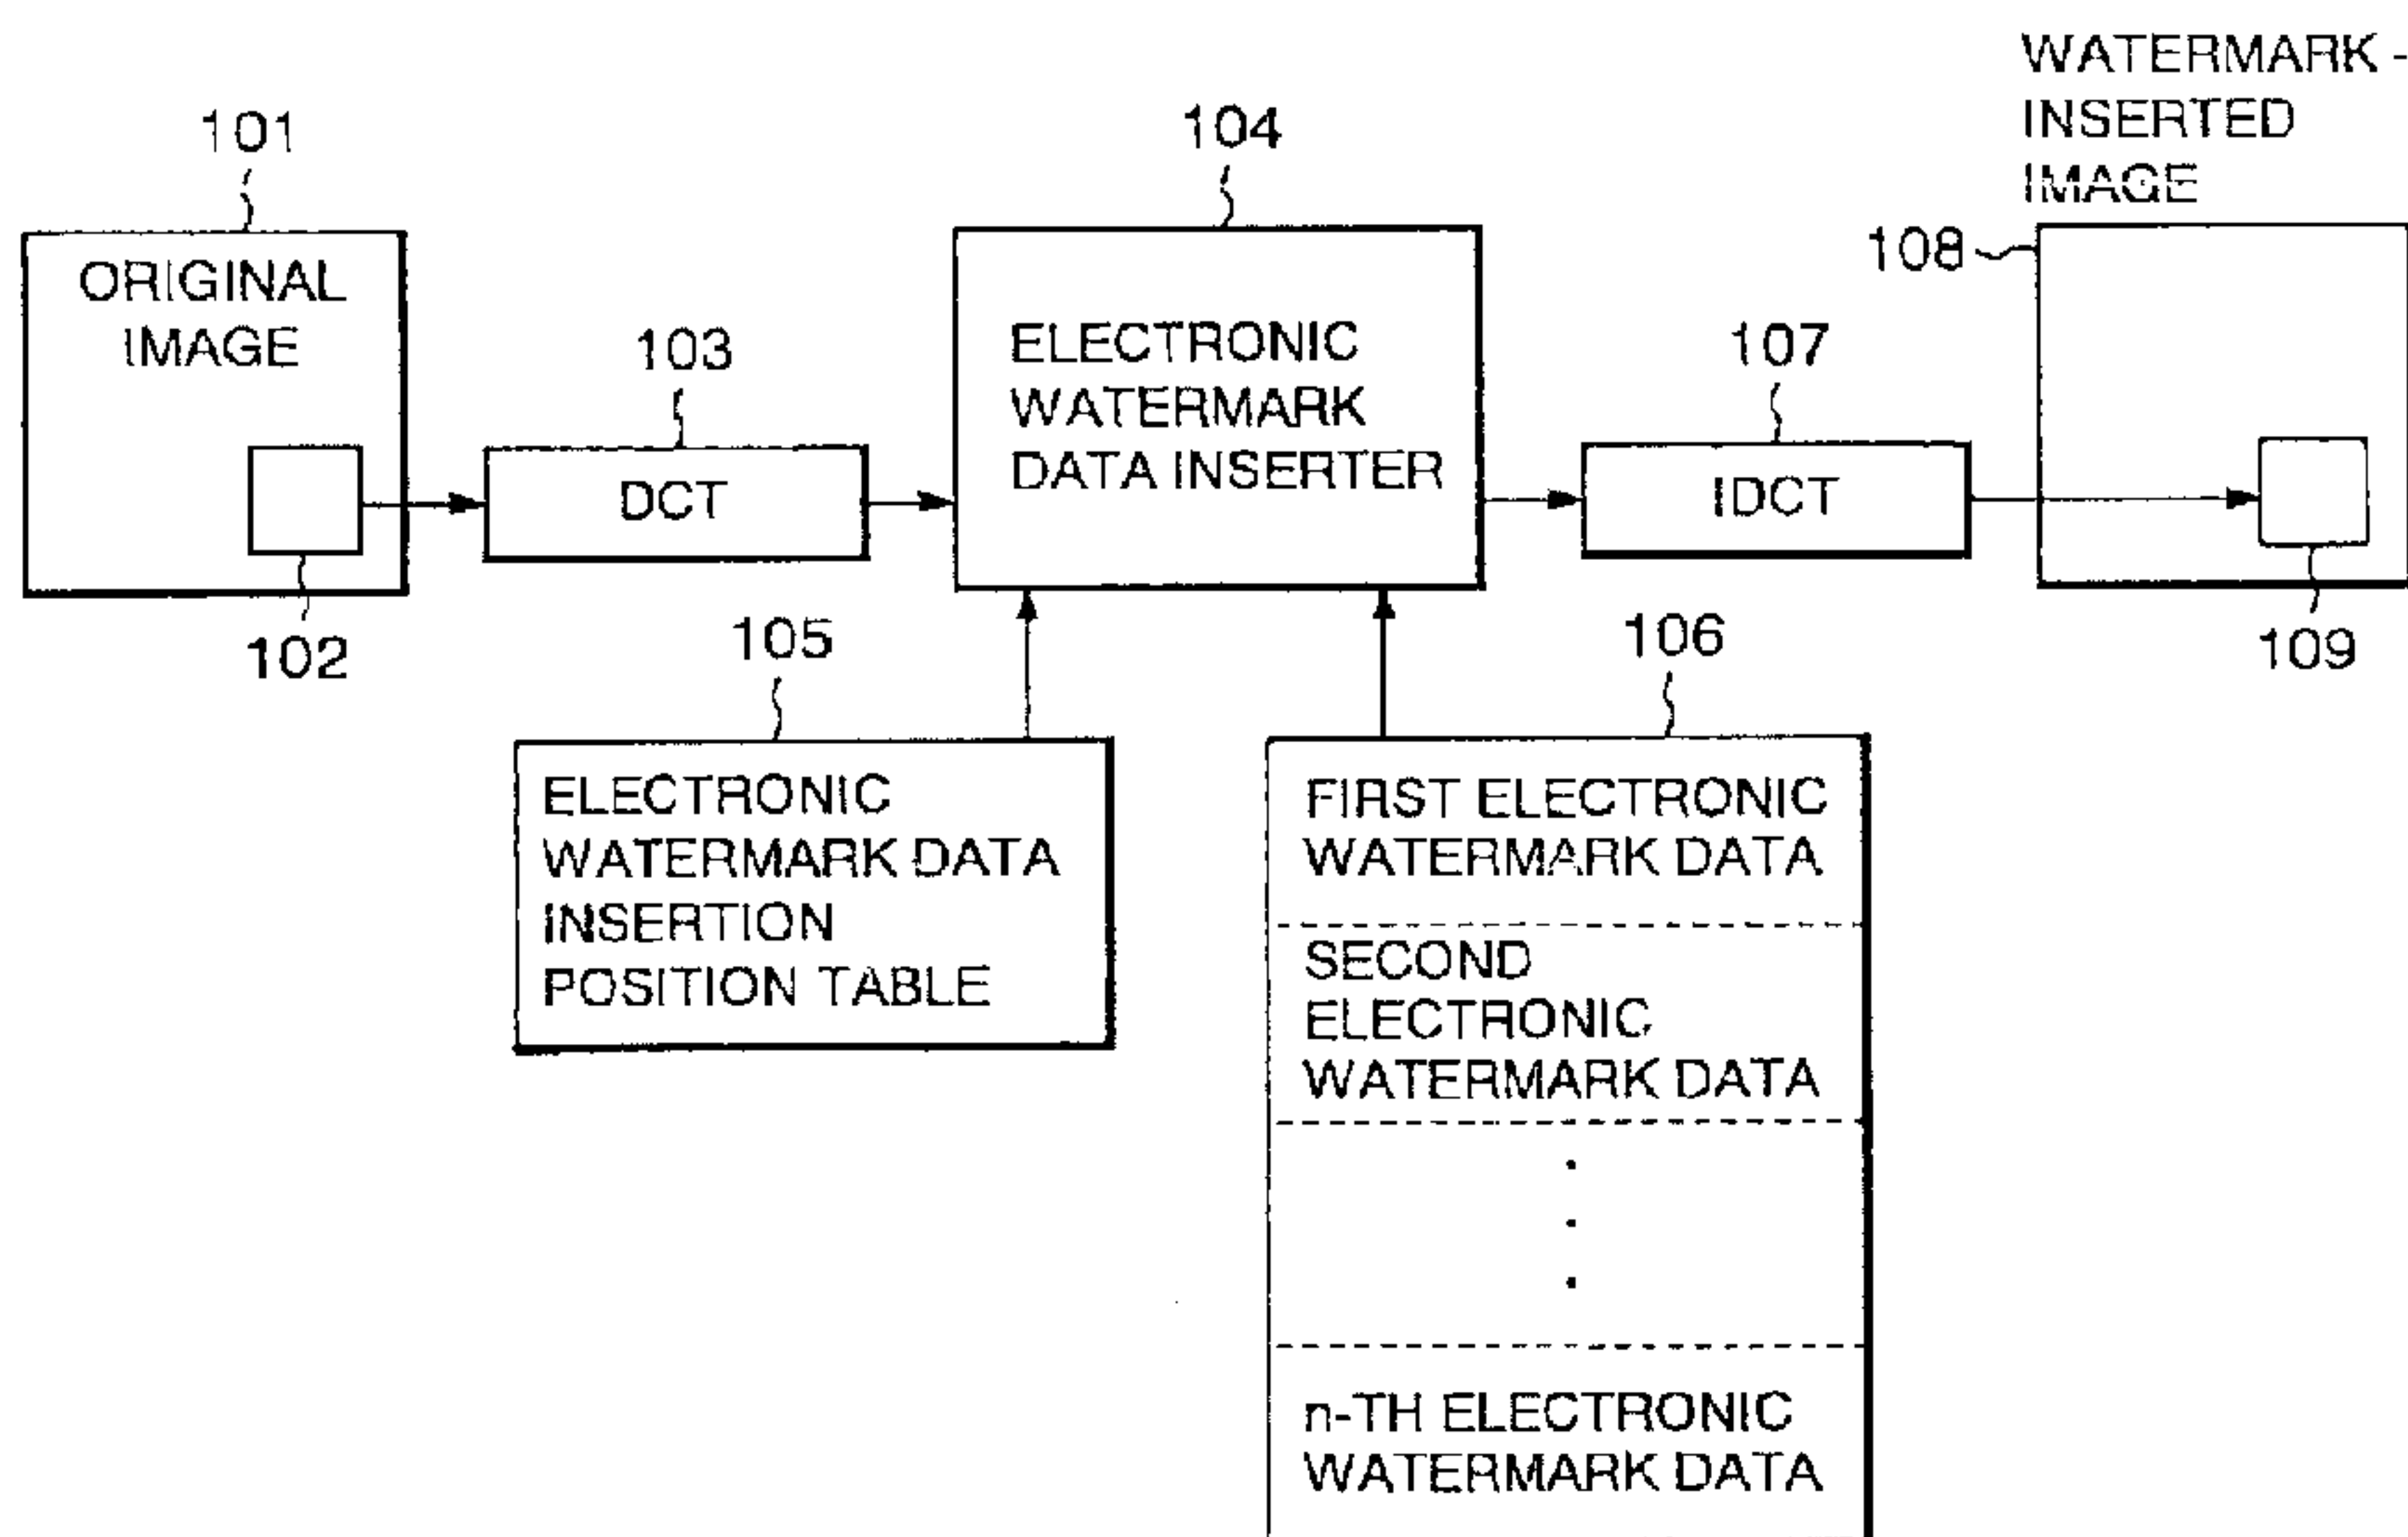 WATERMARK -
INSERTED
IMAGE
101
104
108
ORIGINAL
IMAGE
103
ELECTRONIC
WATERMARK
DATA INSERTER
107
DCT
IDCT
102
105
106
109
ELECTRONIC
WATERMARK DATA
INSERTION
POSITION TABLE
FIRST ELECTRONIC
WATERMARK DATA
SECOND
ELECTRONIC
WATERMARK DATA
n-TH ELECTRONIC
WATERMARK DATA